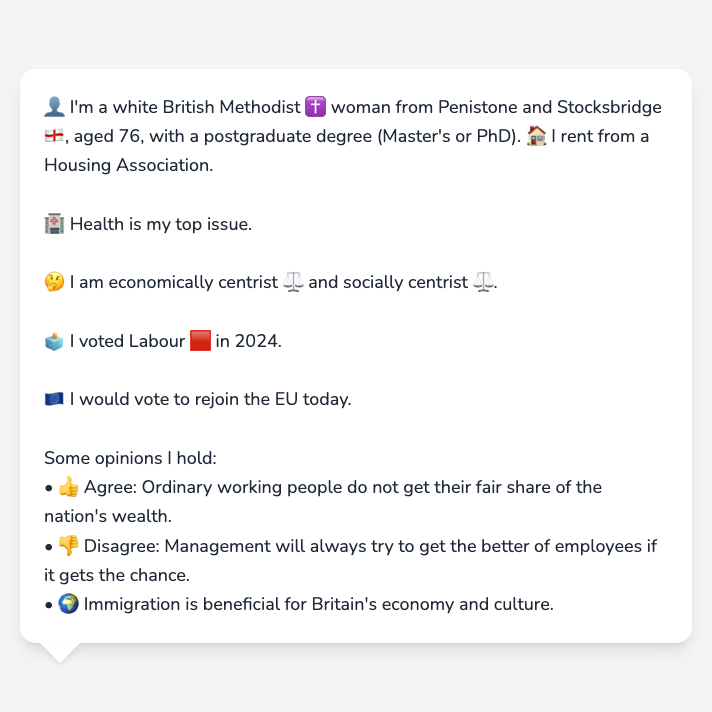 👤 I'm a white British Methodist ✝️ woman from Penistone and Stocksbridge
🏴󠁧󠁢󠁥󠁮󠁧󠁿, aged 76, with a postgraduate degree (Master's or PhD). 🏠 I rent from a
Housing Association.
🏥 Health is my top issue.
🤔 I am economically centrist ⚖️ and socially centrist ⚖️.
🗳️ I voted Labour 🟥 in 2024.
🇪🇺 I would vote to rejoin the EU today.
Some opinions I hold:
• 👍 Agree: Ordinary working people do not get their fair share of the
nation's wealth.
• 👎 Disagree: Management will always try to get the better of employees if
it gets the chance.
• 🌍 Immigration is beneficial for Britain's economy and culture.